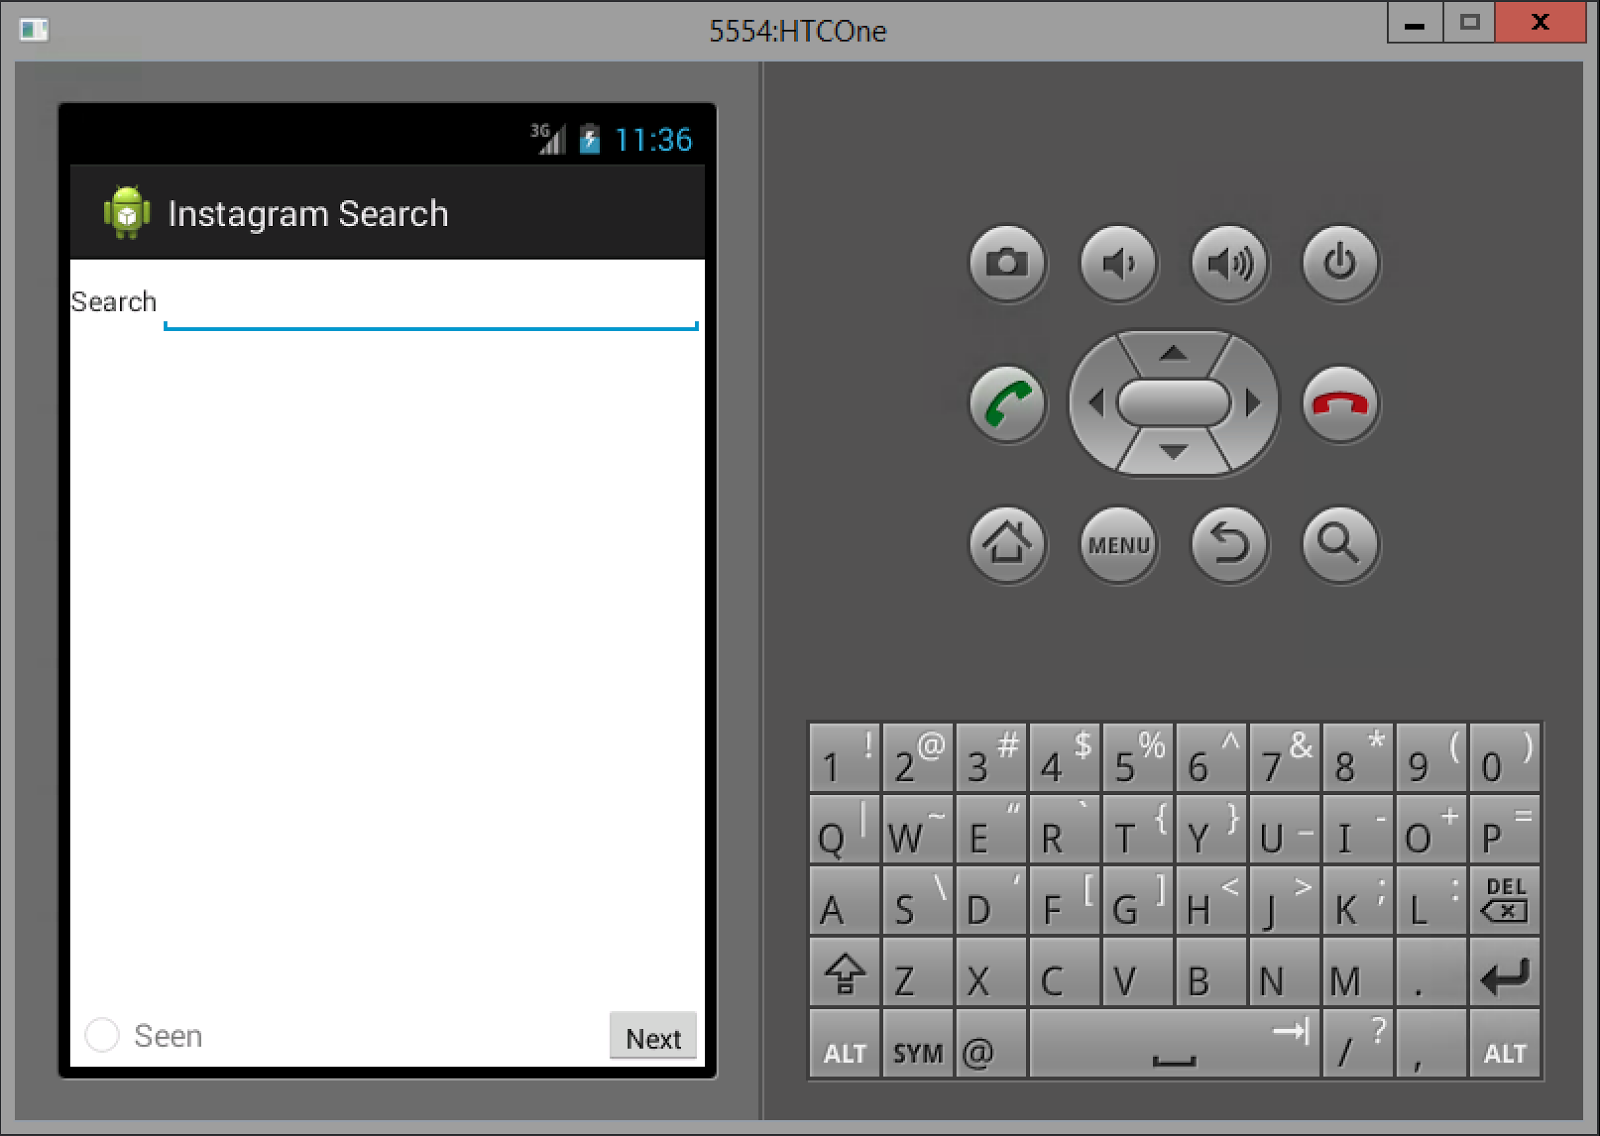 5554:HTCOne
3G 11:36
Instagram Search
Search
Seen
Next
MENU
1 ! 2 @ 3 # 4 $ 5 % 6 ^ 7 & 8 * 9 ( 0 )
Q | W ~ E " R ` T { Y } U _ I - O + P =
A S \ D ' F [ G ] H < J > K ; L : DEL
Z X C V B N M .
ALT SYM @ / ? , ALT